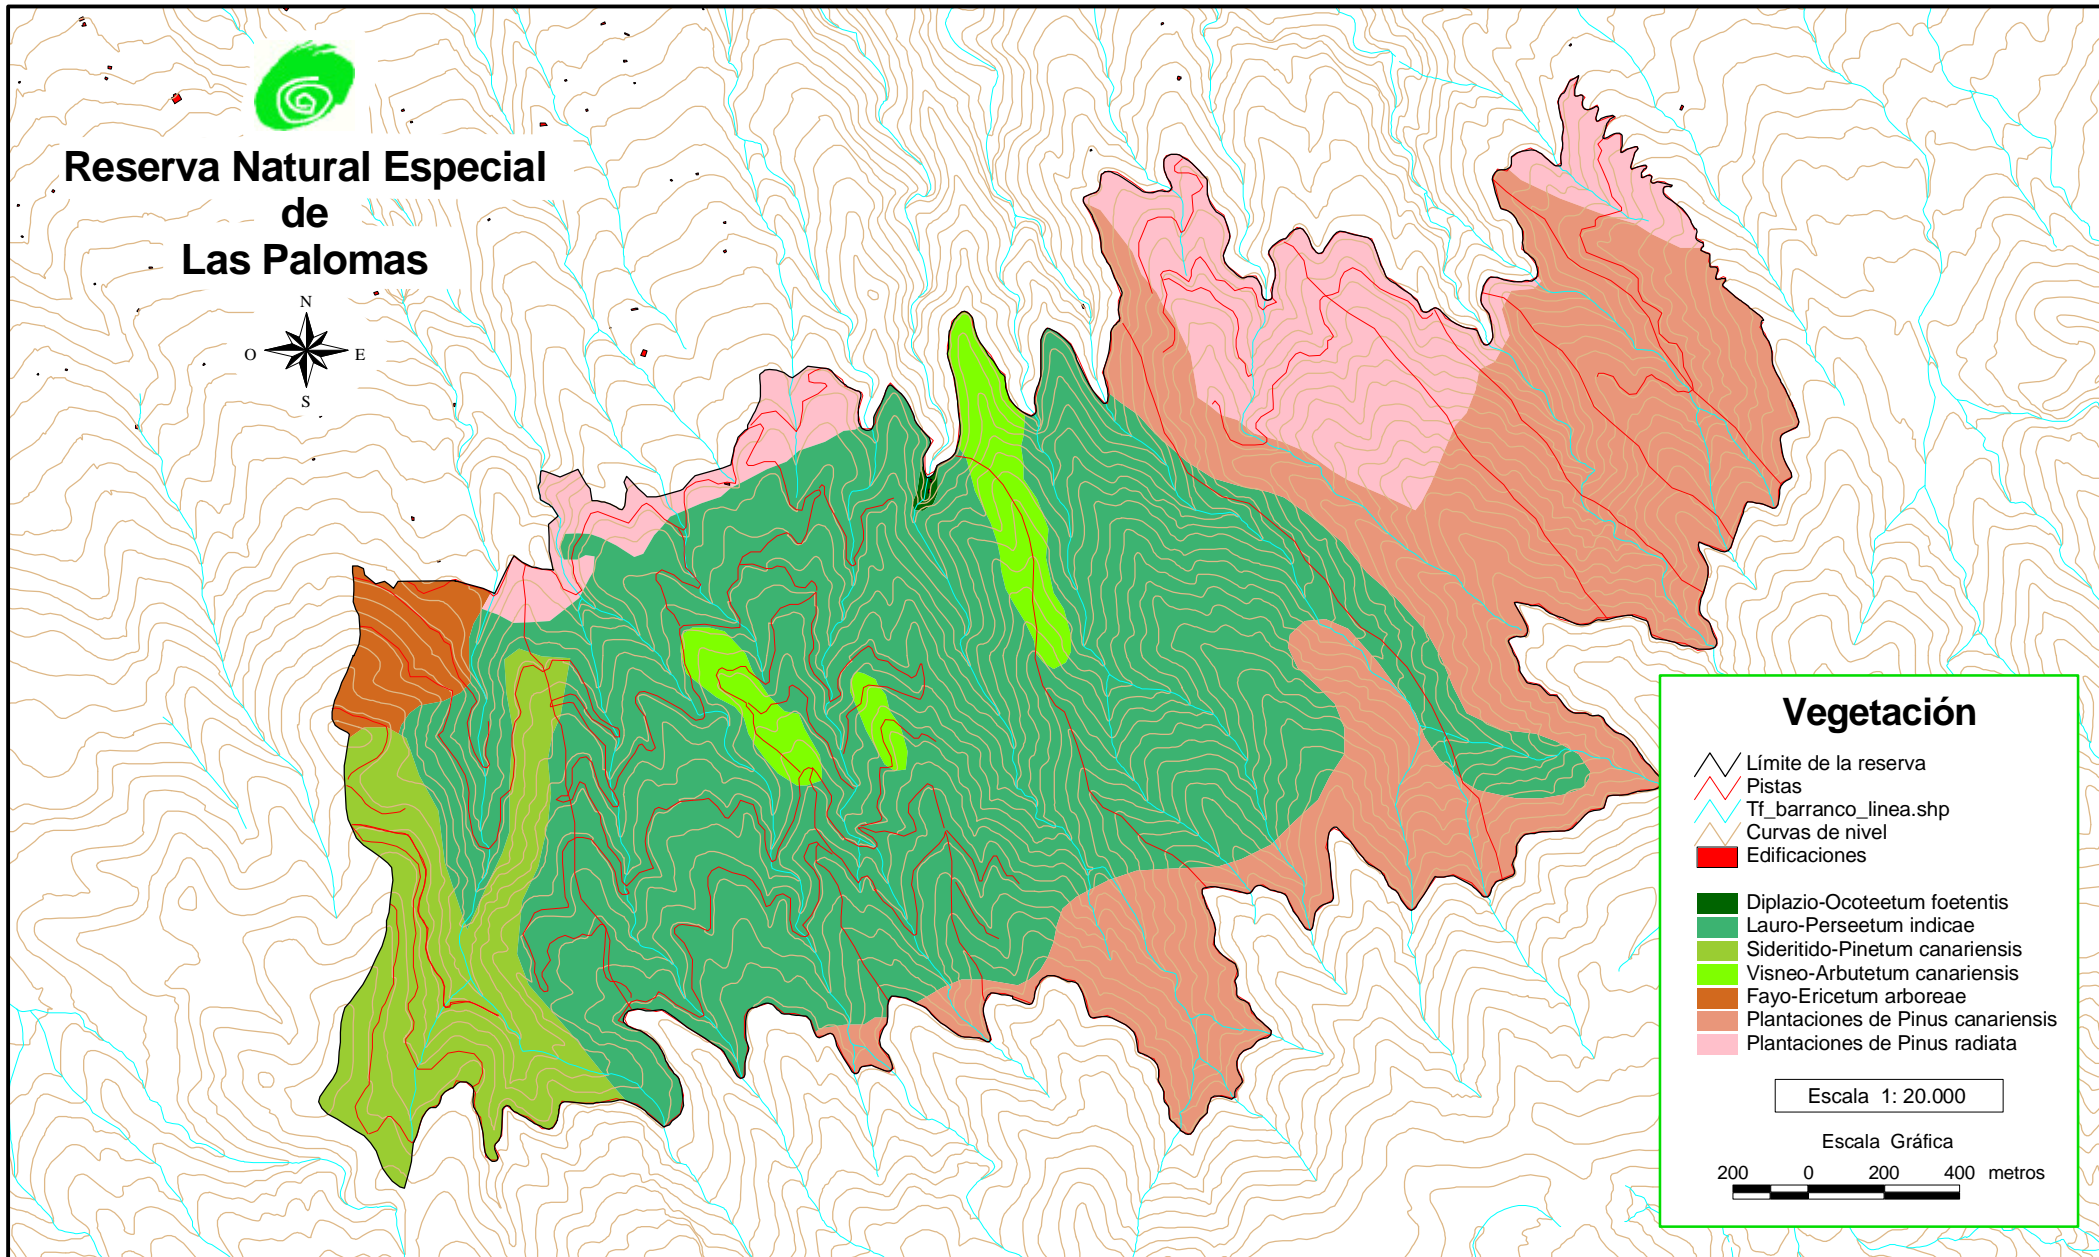 Reserva Natural Especial
de
Las Palomas
N
O
E
S
Vegetación
Límite de la reserva
Pistas
Tf_barranco_linea.shp
Curvas de nivel
Edificaciones
Diplazio-Ocoteetum foetentis
Lauro-Perseetum indicae
Sideritido-Pinetum canariensis
Visneo-Arbutetum canariensis
Fayo-Ericetum arboreae
Plantaciones de Pinus canariensis
Plantaciones de Pinus radiata
Escala 1: 20.000
Escala Gráfica
200 0 200 400 metros